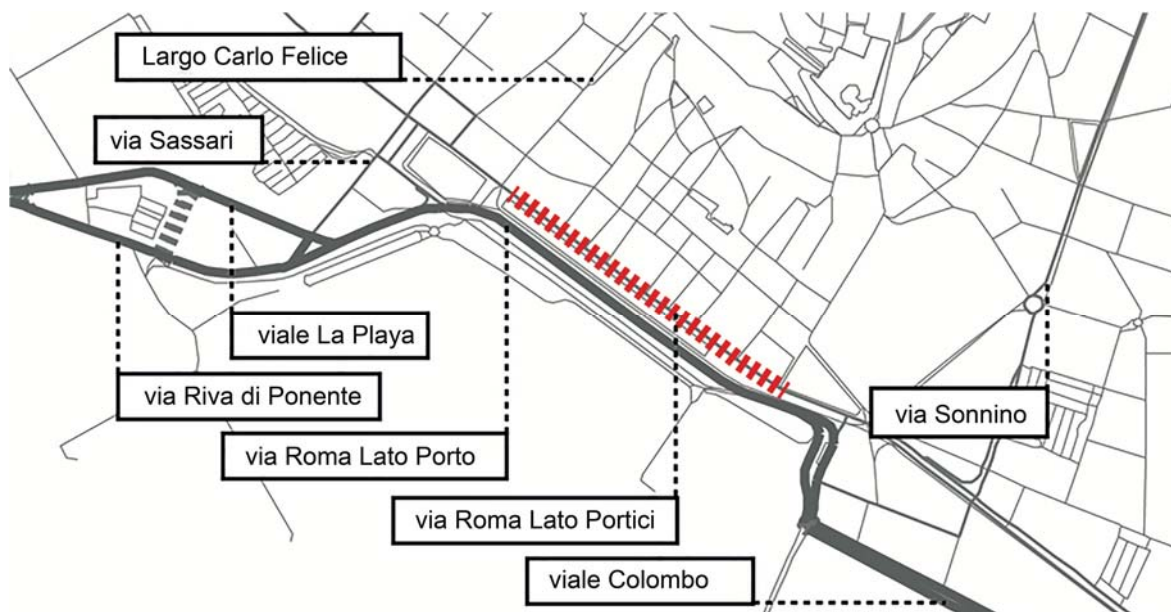 Largo Carlo Felice
via Sassari
viale La Playa
via Riva di Ponente
via Roma Lato Porto
via Sonnino
via Roma Lato Portici
viale Colombo